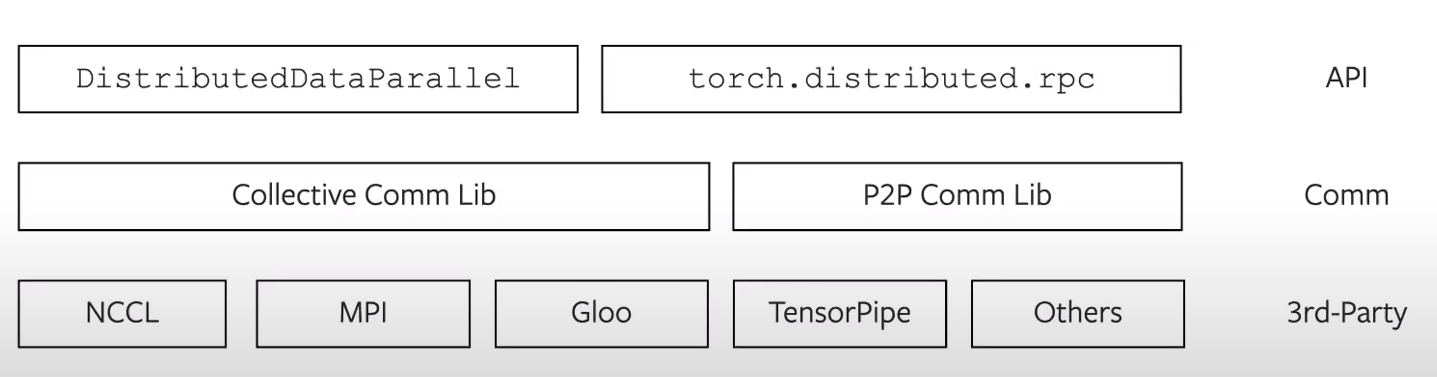 DistributedDataParallel torch.distributed.rpc API
Collective Comm Lib P2P Comm Lib Comm
NCCL MPI Gloo TensorPipe Others 3rd-Party